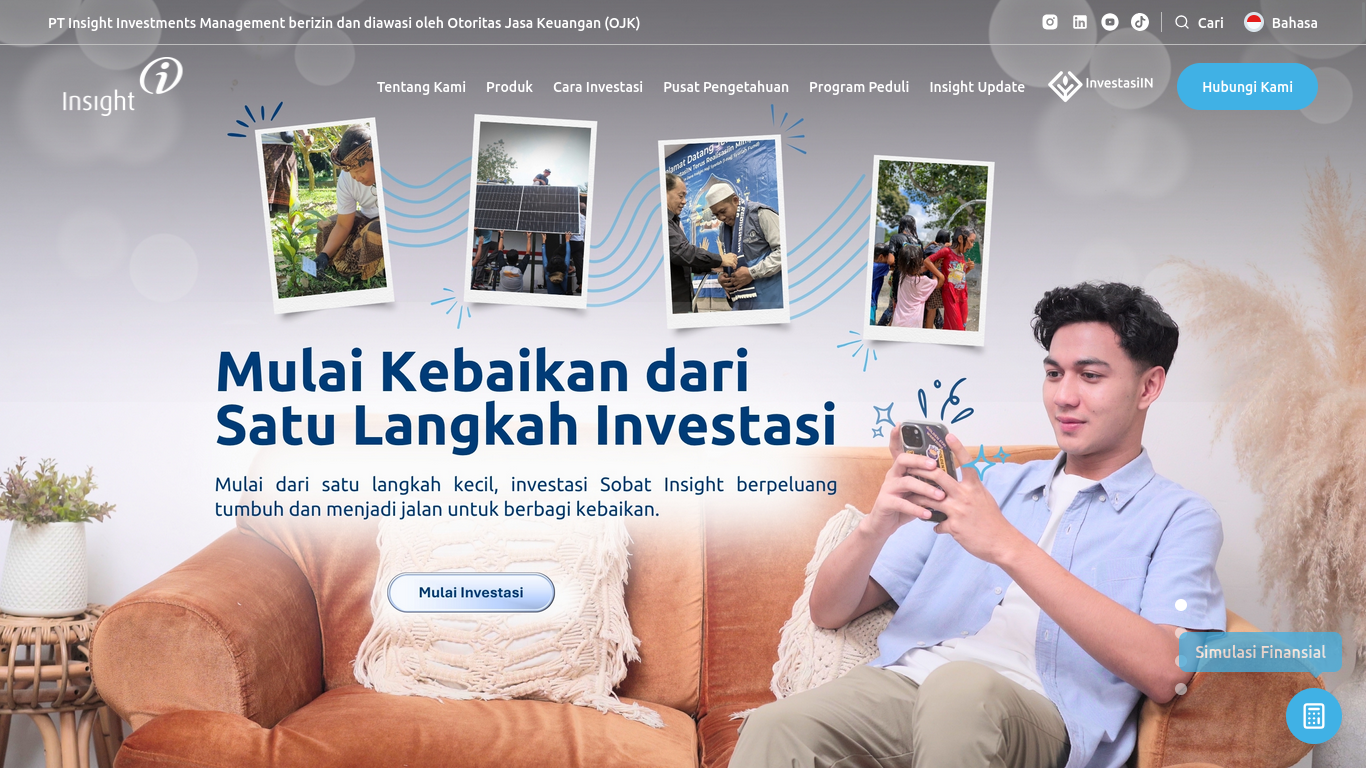 PT Insight Investments Management berizin dan diawasi oleh Otoritas Jasa Keuangan (OJK)
Cari
Bahasa
Insight
Tentang Kami
Produk
Cara Investasi
Pusat Pengetahuan
Program Peduli
Insight Update
InvestasiIN
Hubungi Kami
Mulai Kebaikan dari
Satu Langkah Investasi
Mulai dari satu langkah kecil, investasi Sobat Insight berpeluang
tumbuh dan menjadi jalan untuk berbagi kebaikan.
Mulai Investasi
Simulasi Finansial